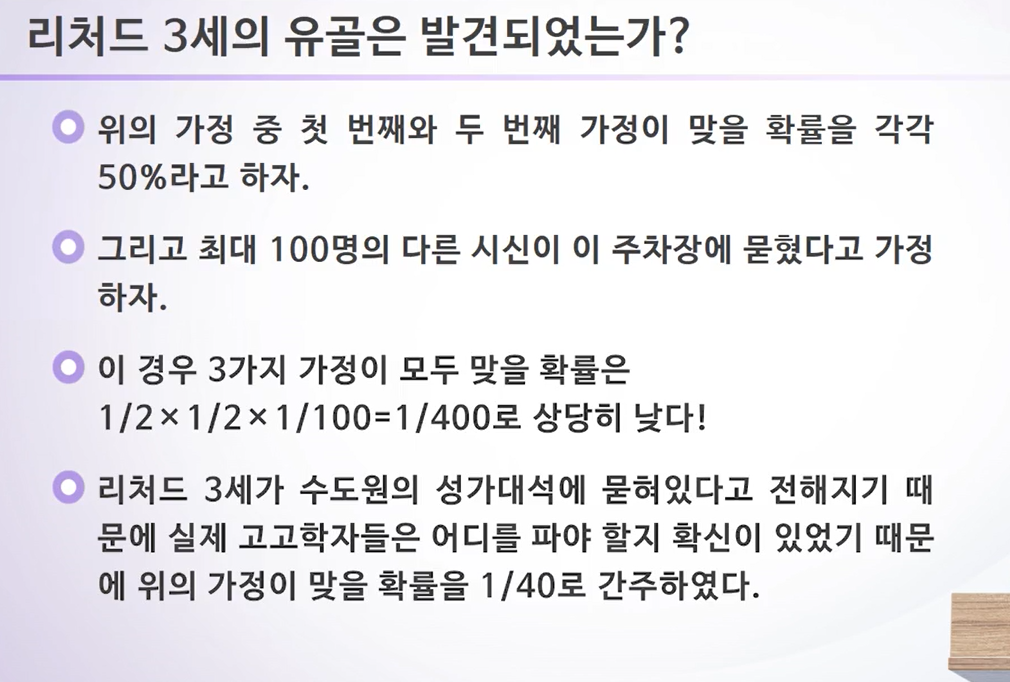 리처드 3세의 유골은 발견되었는가?
위의 가정 중 첫 번째와 두 번째 가정이 맞을 확률을 각각
50%라고 하자.
그리고 최대 100명의 다른 시신이 이 주차장에 묻혔다고 가정
하자.
이 경우 3가지 가정이 모두 맞을 확률은
1/2×1/2×1/100=1/400로 상당히 낮다!
리처드 3세가 수도원의 성가대석에 묻혀있다고 전해지기 때
문에 실제 고고학자들은 어디를 파야 할지 확신이 있었기 때문
에 위의 가정이 맞을 확률을 1/40로 간주하였다.